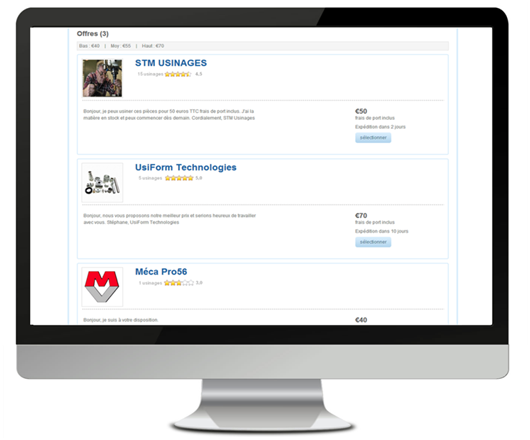 Offres (3)
Bas : €40 | Moy : €55 | Haut : €70
STM USINAGES
usinages 4,5
Bonjour, je peux usiner ces pièces pour 50 euros TTC frais de port inclus. J'ai la
matière en stock et peux commencer dès demain. Cordialement, STM Usinages
€50
frais de port inclus
Expédition dans 2 jours
sélectionner
UsiForm Technologies
usinages 5,0
Bonjour, nous vous proposons notre meilleur prix et serions heureux de travailler
avec vous. Stéphane, UsiForm Technologies
€70
frais de port inclus
Expédition dans 10 jours
sélectionner
Méca Pro56
1 usinages 3,0
Bonjour, je suis à votre disposition.
€40